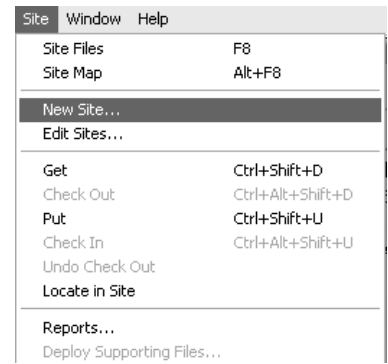 Site Window Help
Site Files F8
Site Map Alt+F8
New Site...
Edit Sites...
Get Ctrl+Shift+D
Check Out Ctrl+Alt+Shift+D
Put Ctrl+Shift+U
Check In Ctrl+Alt+Shift+U
Undo Check Out
Locate in Site
Reports...
Deploy Supporting Files...